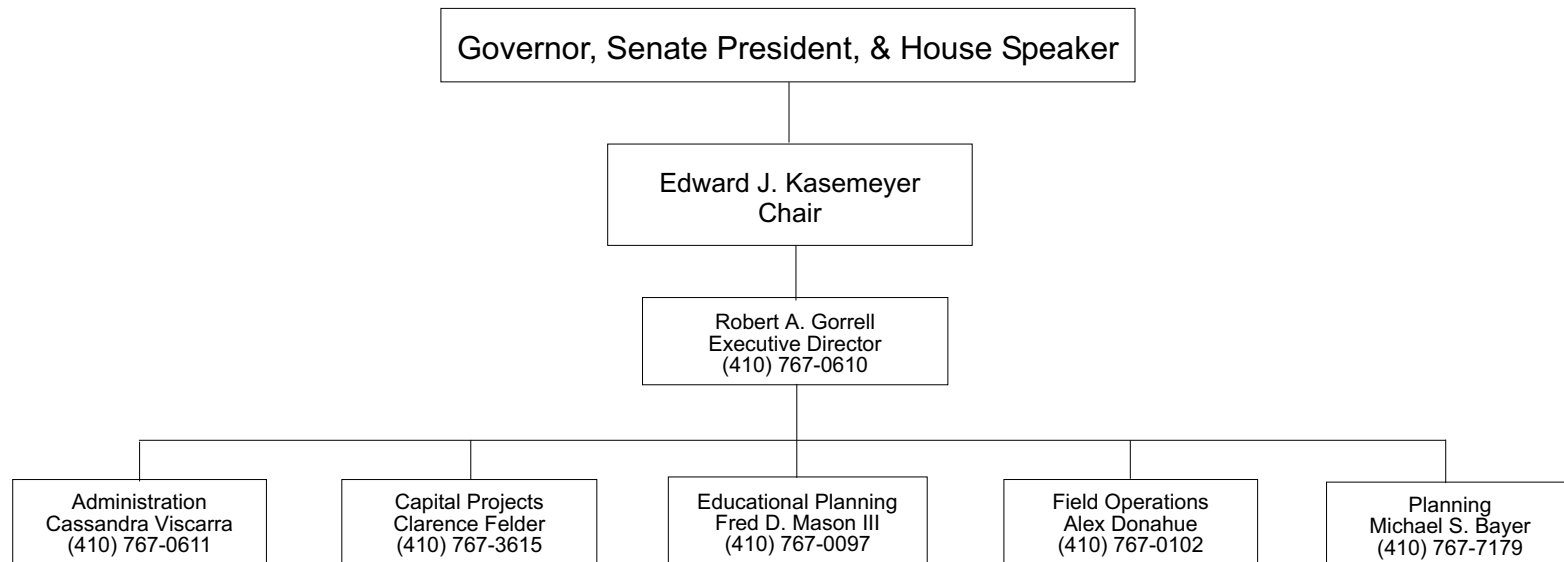 Governor, Senate President, & House Speaker
Edward J. Kasemeyer
Chair
Robert A. Gorrell
Executive Director
(410) 767-0610
Administration
Cassandra Viscarra
(410) 767-0611
Capital Projects
Clarence Felder
(410) 767-3615
Educational Planning
Fred D. Mason III
(410) 767-0097
Field Operations
Alex Donahue
(410) 767-0102
Planning
Michael S. Bayer
(410) 767-7179